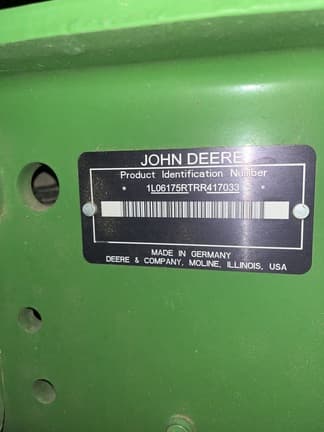 JOHN DEERE
Product Identification Number
* 1L06175RTRR417033 *
MADE IN GERMANY
DEERE & COMPANY, MOLINE, ILLINOIS, USA